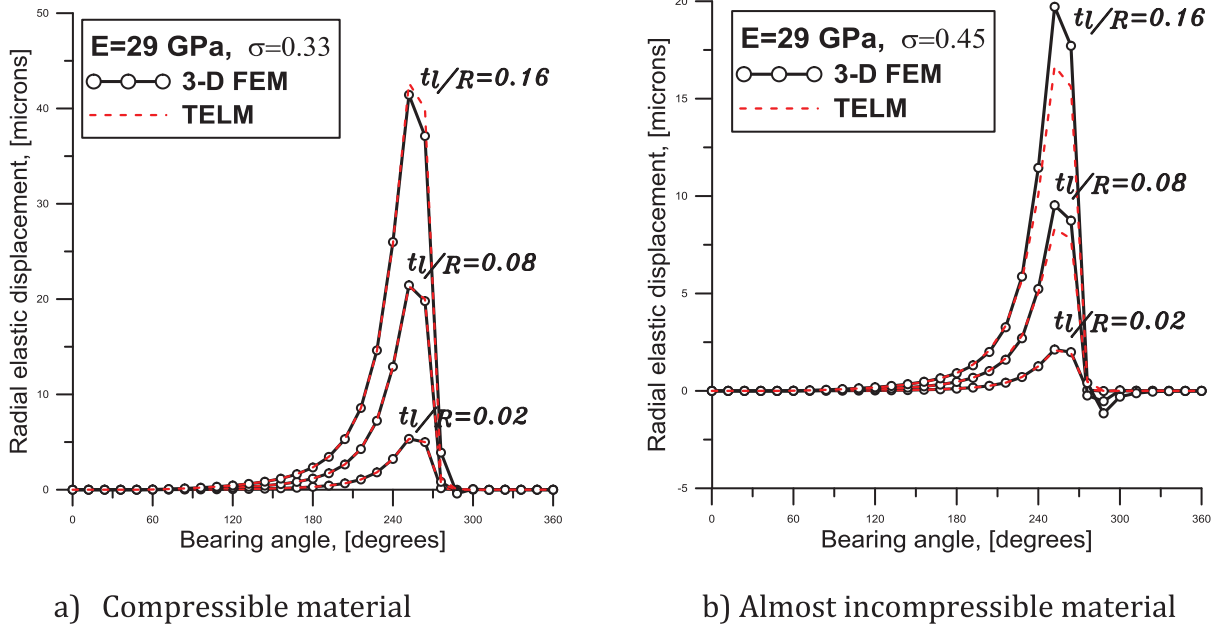 Radial elastic displacement, [microns]
50
40
30
20
10
0
E=29 GPa, σ=0.33
3-D FEM
TELM
tl/R=0.16
tl/R=0.08
tl/R=0.02
0 60 120 180 240 300 360
Bearing angle, [degrees]
a) Compressible material
Radial elastic displacement, [microns]
20
15
10
5
0
-5
E=29 GPa, σ=0.45
3-D FEM
TELM
tl/R=0.16
tl/R=0.08
tl/R=0.02
0 60 120 180 240 300 360
Bearing angle, [degrees]
b) Almost incompressible material